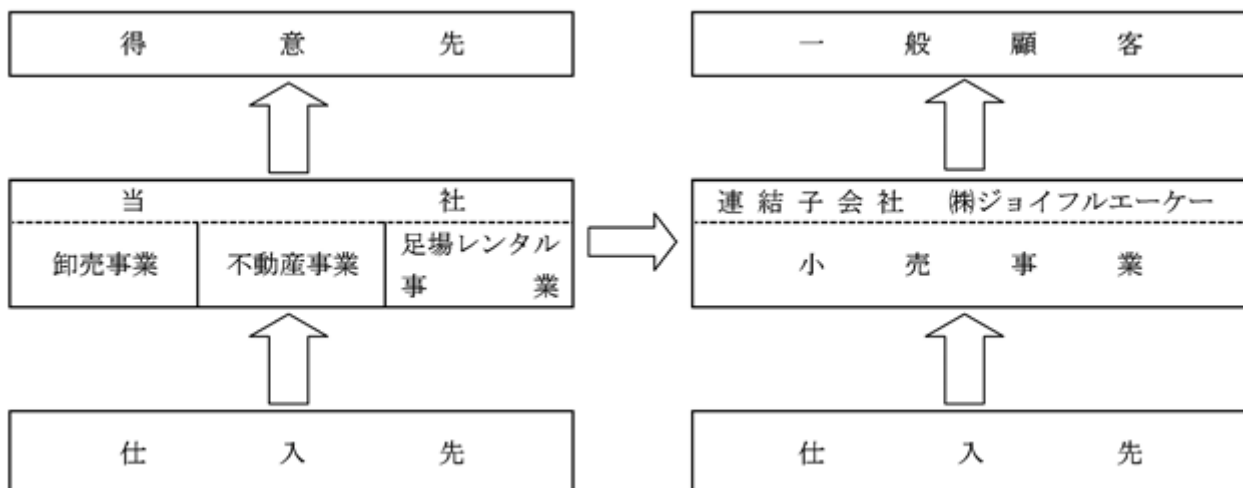 得意先
一般顧客
当社
連結子会社 ㈱ジョイフルエーケー
卸売事業
不動産事業
足場レンタル
事業
小売事業
仕入先
仕入先